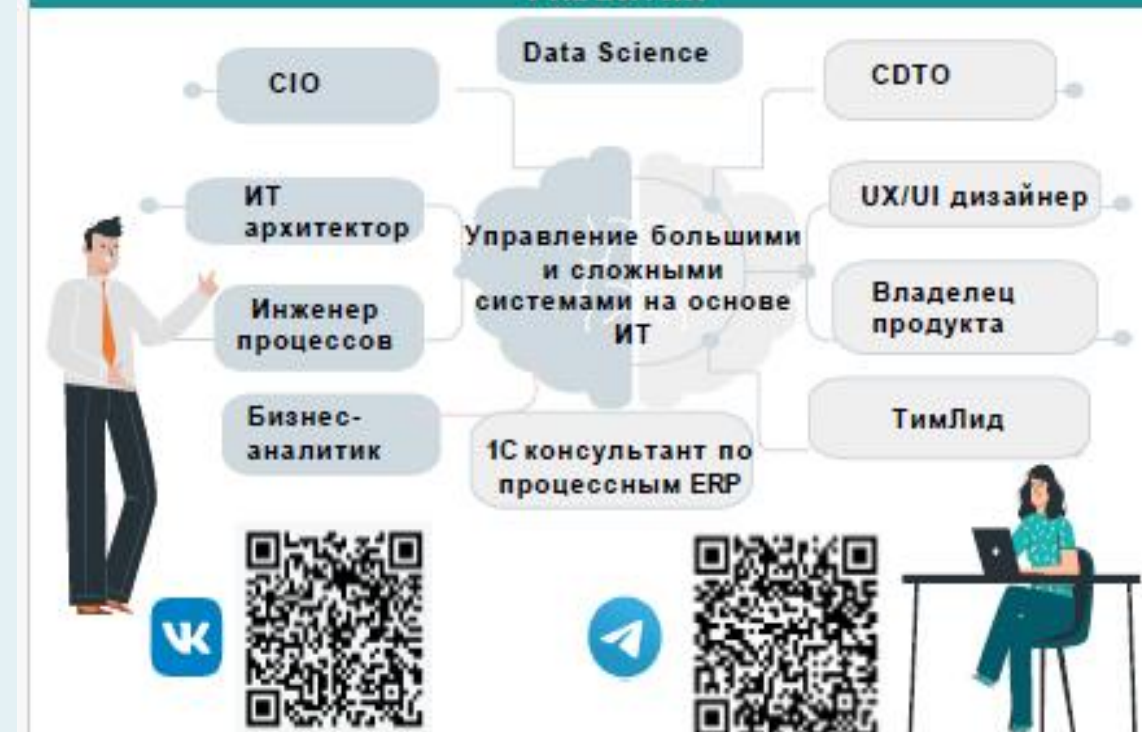 Data Science
CIO
CDTO
ИТ
архитектор
UX/UI дизайнер
Управление большими
и сложными
системами на основе
ИТ
Инженер
процессов
Владелец
продукта
Бизнес-
аналитик
1С консультант по
процессным ERP
ТимЛид